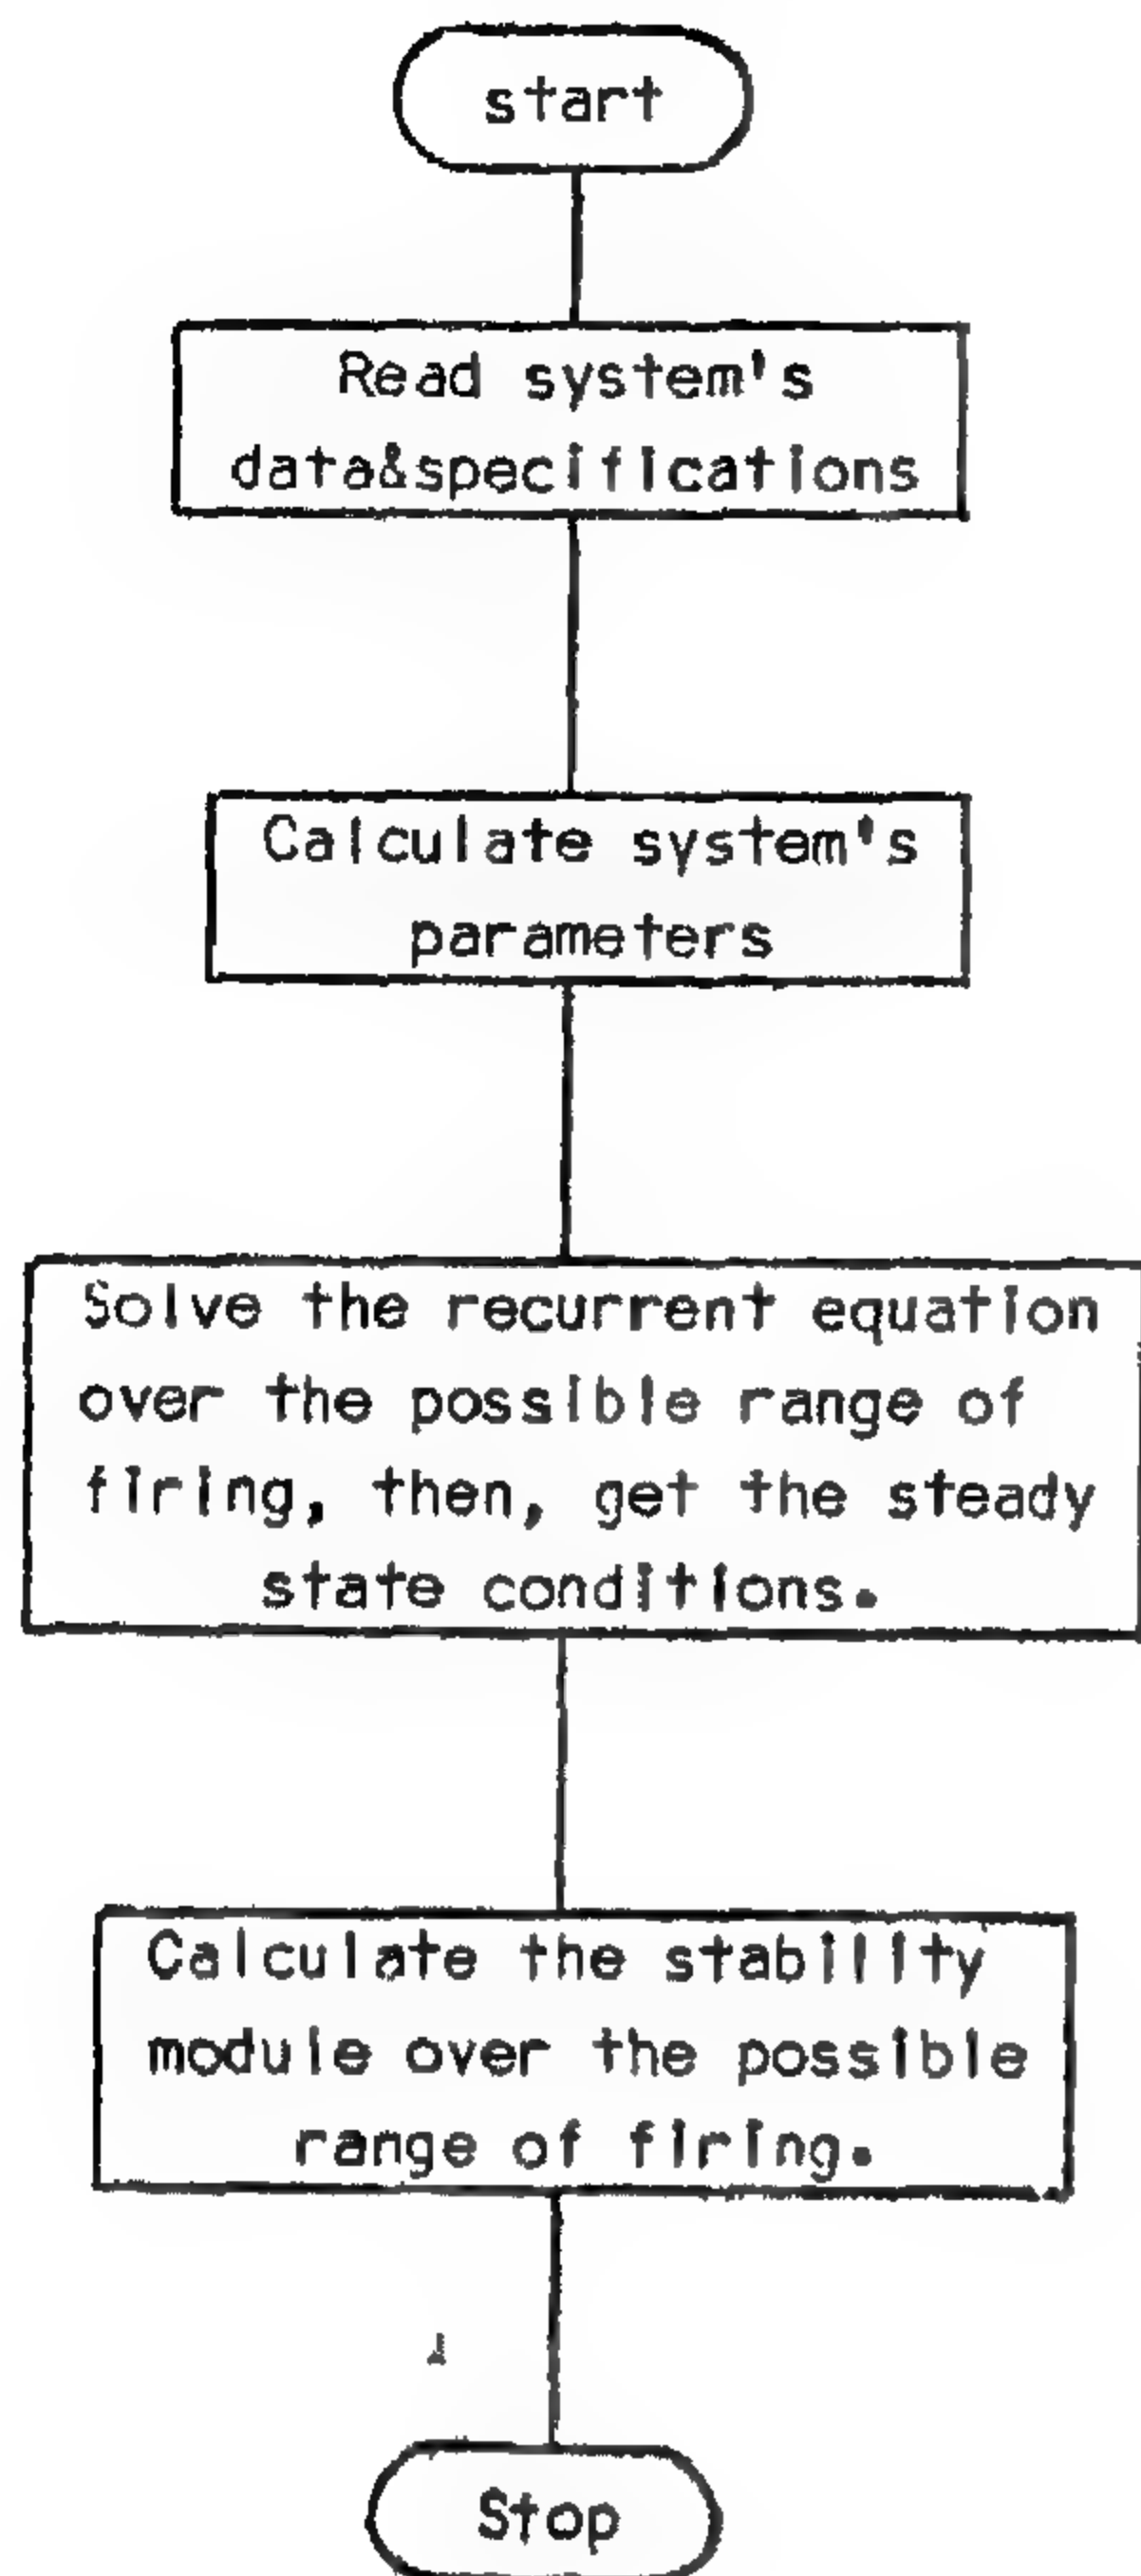 start
Read system's
data&specifications
Calculate system's
parameters
Solve the recurrent equation
over the possible range of
firing, then, get the steady
state conditions.
Calculate the stability
module over the possible
range of firing.
Stop